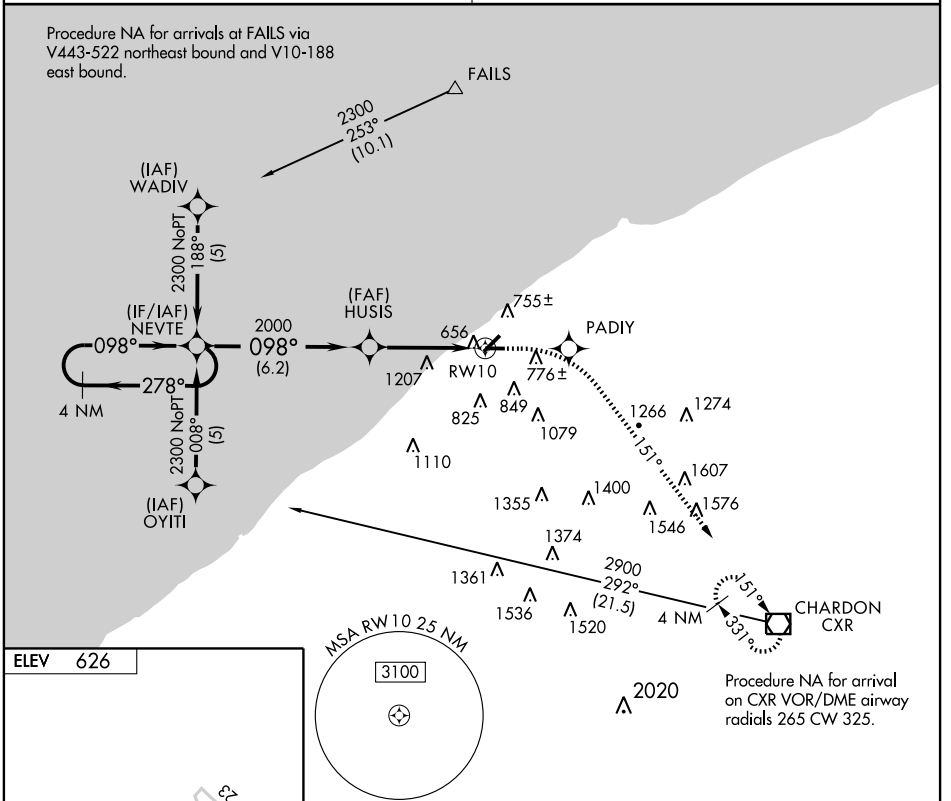 Procedure NA for arrivals at FAILS via
V443-522 northeast bound and V10-188
east bound.
FAILS
2300
253°
(10.1)
(IAF)
WADIV
2300 NoPT
188°
(5)
(IF/IAF)
NEVTE
098°
278°
4 NM
2000
098°
(6.2)
(FAF)
HUSIS
2300 NoPT
008°
(5)
(IAF)
OYITI
755±
656
RW10
PADIY
1207
776±
825
849
1079
1266
1274
1110
151°
1607
1355
1400
1546
1576
1374
1361
2900
292°
(21.5)
1536
1520
4 NM
151°
331°
CHARDON
CXR
ELEV 626
MSA RW10 25 NM
3100
2020
Procedure NA for arrival
on CXR VOR/DME airway
radials 265 CW 325.
23